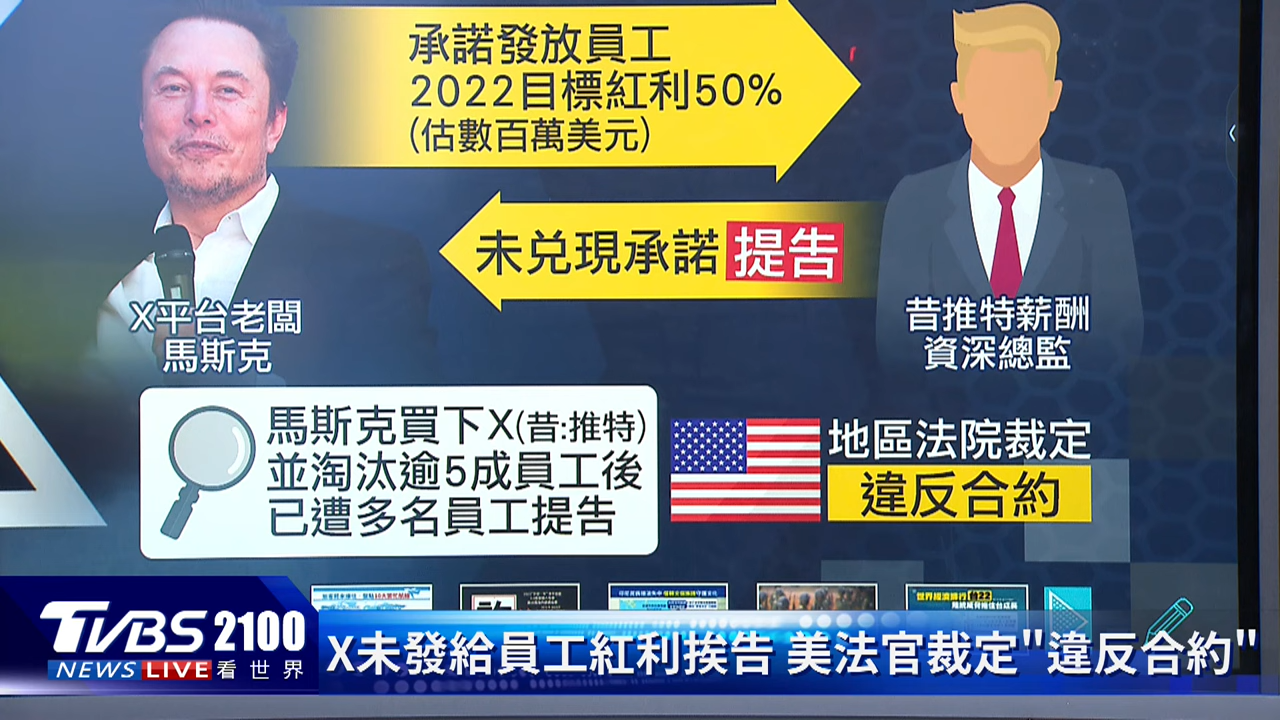 承諾發放員工
2022目標紅利50%
(估數百萬美元)
未兌現承諾 提告
X平台老闆
馬斯克
昔推特薪酬
資深總監
馬斯克買下X(昔:推特)
並淘汰逾5成員工後
已遭多名員工提告
地區法院裁定
違反合約
TVBS 2100
NEWS LIVE 看世界
X未發給員工紅利挨告 美法官裁定"違反合約"